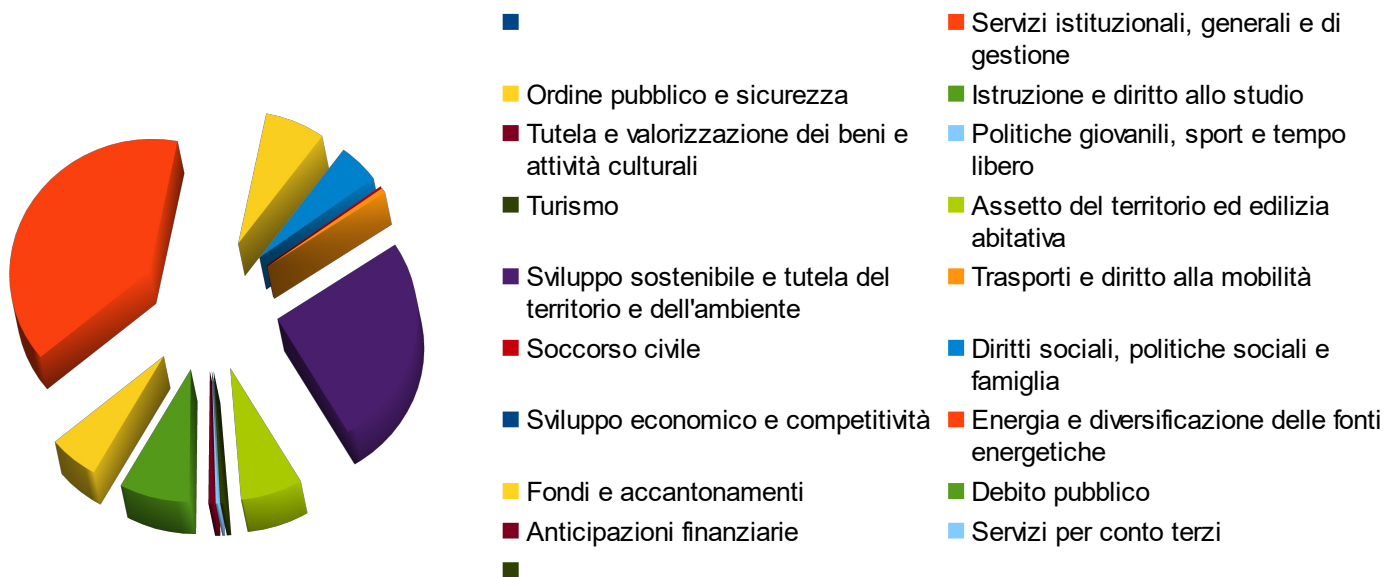 Servizi istituzionali, generali e di
gestione
Ordine pubblico e sicurezza
Istruzione e diritto allo studio
Tutela e valorizzazione dei beni e
attività culturali
Politiche giovanili, sport e tempo
libero
Turismo
Assetto del territorio ed edilizia
abitativa
Sviluppo sostenibile e tutela del
territorio e dell'ambiente
Trasporti e diritto alla mobilità
Soccorso civile
Diritti sociali, politiche sociali e
famiglia
Sviluppo economico e competitività
Energia e diversificazione delle fonti
energetiche
Fondi e accantonamenti
Debito pubblico
Anticipazioni finanziarie
Servizi per conto terzi